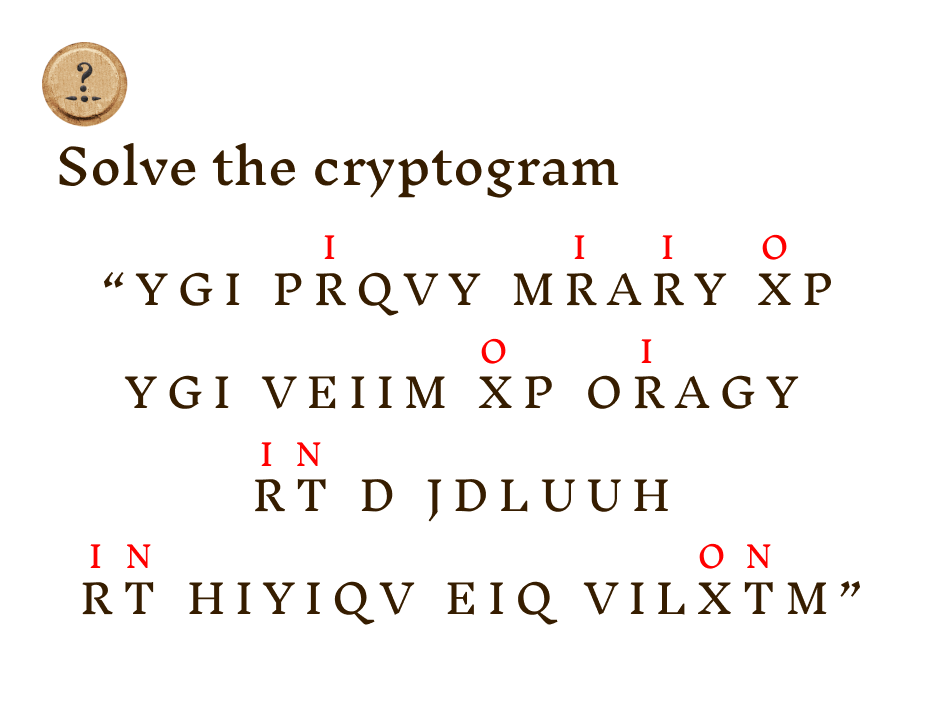 ?
Solve the cryptogram
I I I O
“YGI PRQVY MRARY XP
O I
YGI VEIIM XP ORAGY
I N
RT D JDLUUH
I N O N
RT HIYIQV EIQ VILXTM”